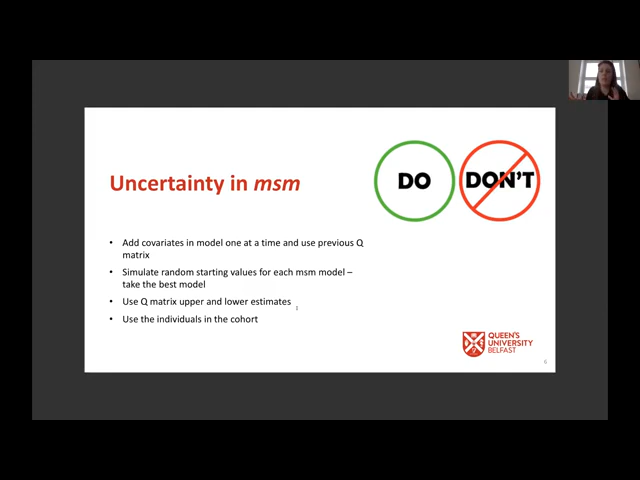 Uncertainty in msm
DO
DON'T
• Add covariates in model one at a time and use previous Q
matrix
• Simulate random starting values for each msm model –
take the best model
• Use Q matrix upper and lower estimates
• Use the individuals in the cohort
QUEEN'S
UNIVERSITY
BELFAST
6